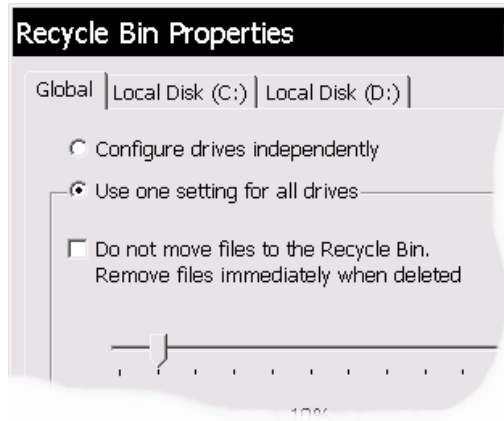 Recycle Bin Properties
Global Local Disk (C:) Local Disk (D:)
Configure drives independently
Use one setting for all drives
Do not move files to the Recycle Bin.
Remove files immediately when deleted
10%